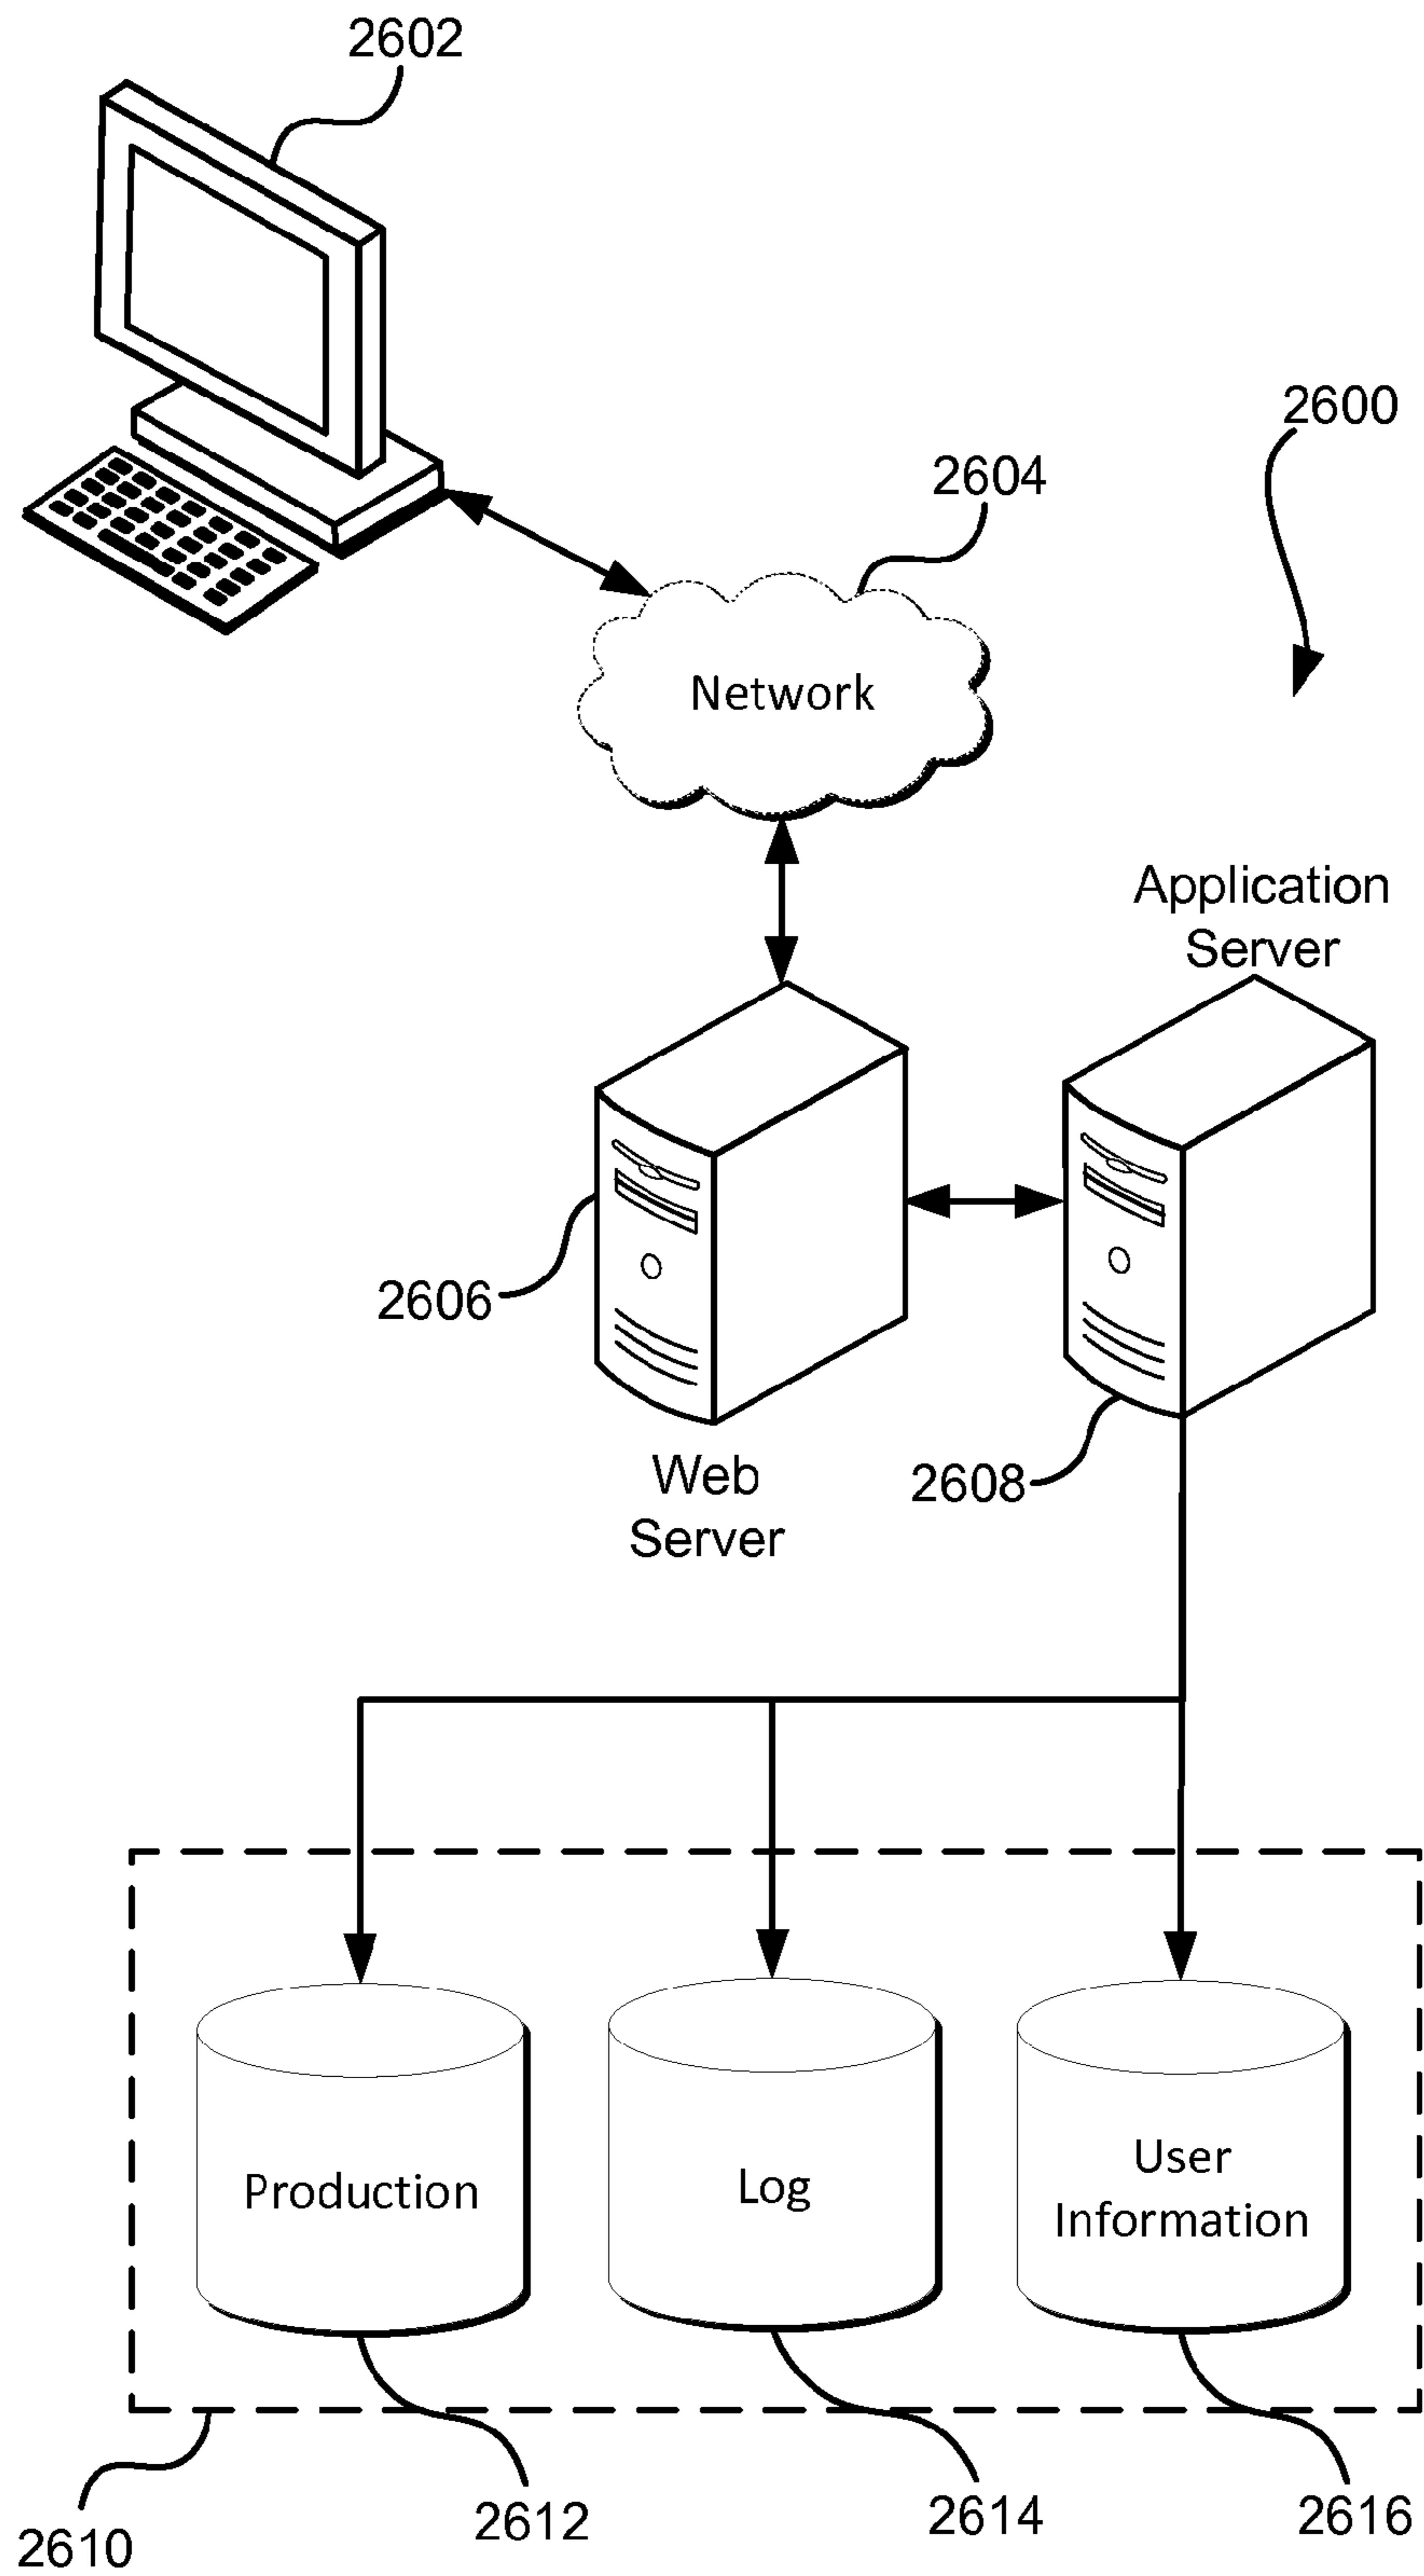 2602
2600
2604
Network
Application
Server
2606
2608
Web
Server
Production
Log
User
Information
2610
2612
2614
2616